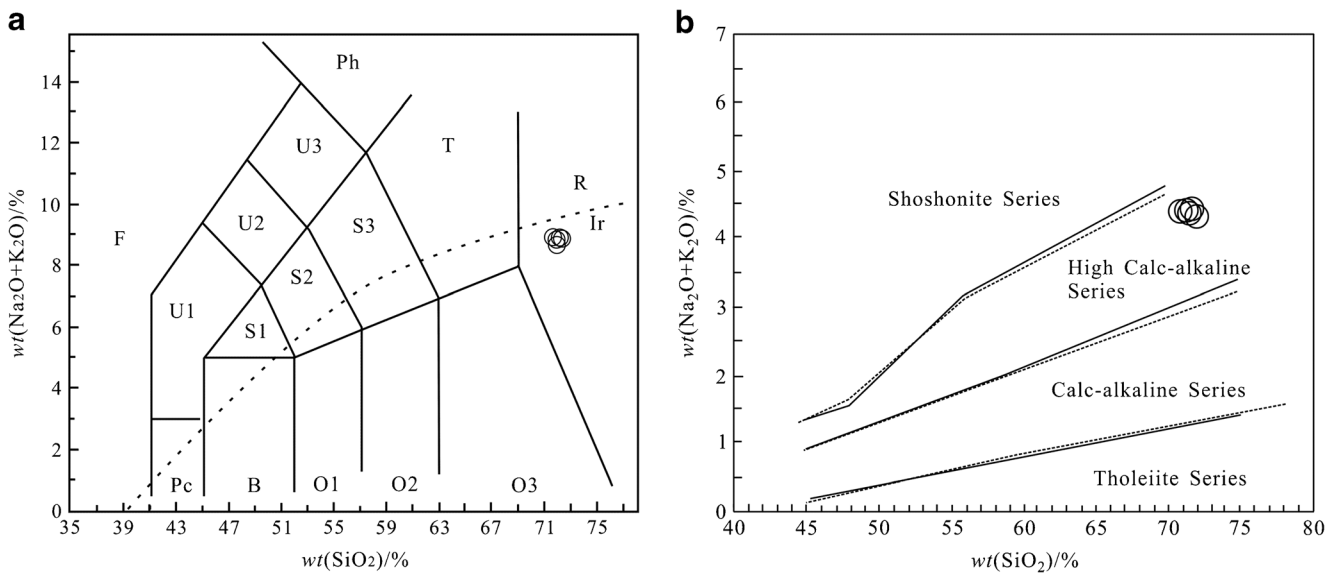 a
wt(Na2O+K2O)/%
14
12
10
8
6
4
2
0
Ph
U3
T
R
U2
S3
Ir
F
S2
U1
S1
Pc
B
O1
O2
O3
35
43
47
51
63
67
71
75
59
wt(SiO2)/%
b
wt(Na2O+K2O)/%
7
6
5
4
3
2
1
0
Shoshonite Series
High Calc-alkaline
Series
Calc-alkaline Series
Tholeiite Series
40
45
50
55
60
65
70
75
80
wt(SiO2)/%